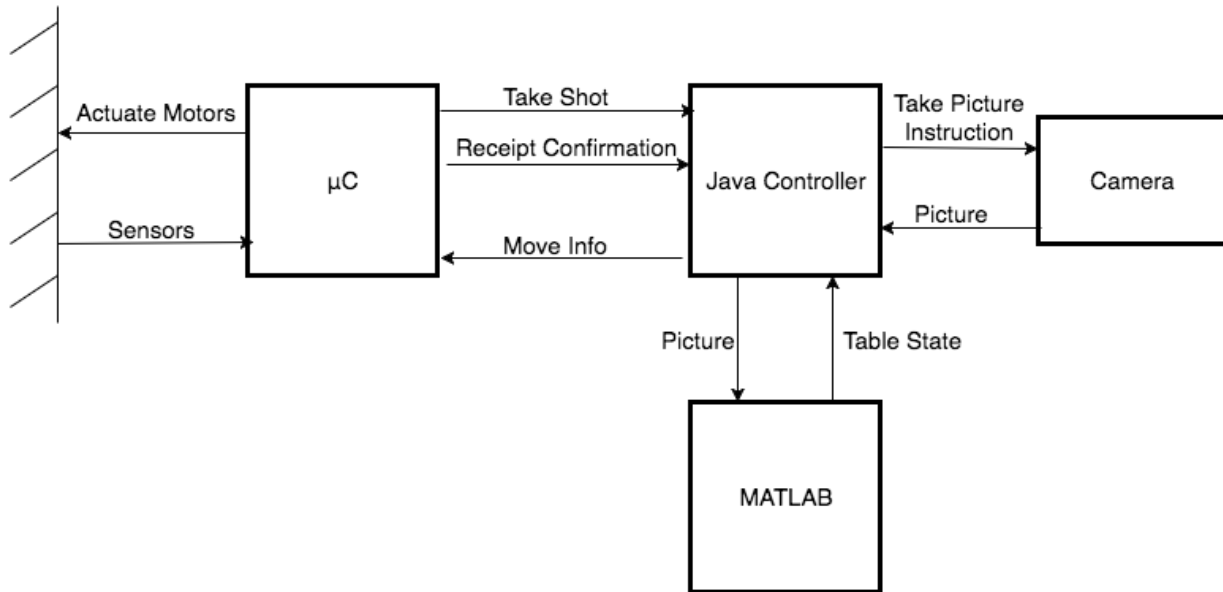 Actuate Motors
Sensors
µC
Take Shot
Receipt Confirmation
Move Info
Java Controller
Take Picture
Instruction
Picture
Camera
Picture
Table State
MATLAB